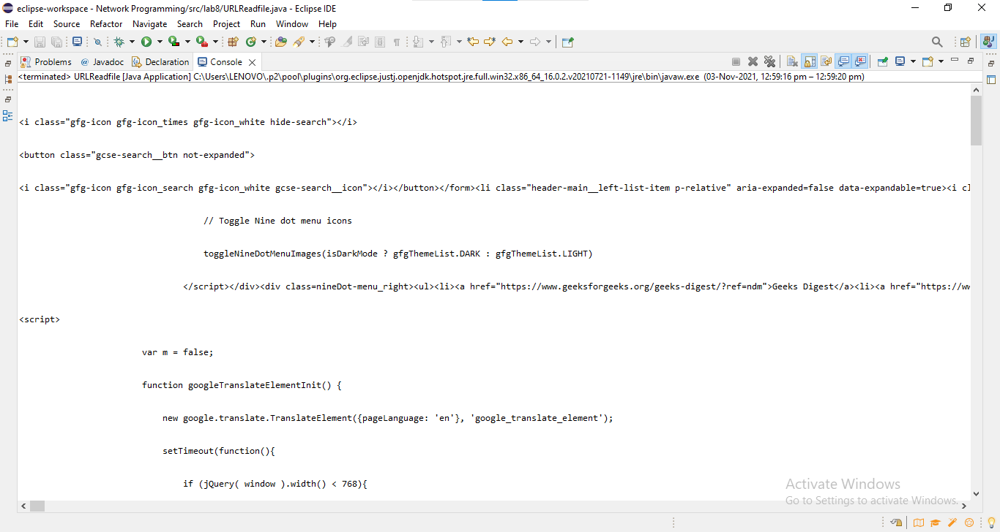 eclipse-workspace - Network Programming/src/lab8/URLReadfile.java - Eclipse IDE
File Edit Source Refactor Navigate Search Project Run Window Help
Problems @ Javadoc Declaration Console
<terminated> URLReadfile [Java Application] C:\Users\LENOVO\.p2\pool\plugins\org.eclipse.justj.openjdk.hotspot.jre.full.win32.x86_64_16.0.2.v20210721-1149\jre\bin\javaw.exe (03-Nov-2021, 12:59:16 pm – 12:59:20 pm)
<i class="gfg-icon gfg-icon_times gfg-icon_white hide-search"></i>
<button class="gcse-search__btn not-expanded">
<i class="gfg-icon gfg-icon_search gfg-icon_white gcse-search__icon"></i></button></form><li class="header-main__left-list-item p-relative" aria-expanded=false data-expandable=true><i cl
// Toggle Nine dot menu icons
toggleNineDotMenuImages(isDarkMode ? gfgThemeList.DARK : gfgThemeList.LIGHT)
</script></div><div class=nineDot-menu_right><ul><li><a href="https://www.geeksforgeeks.org/geeks-digest/?ref=ndm">Geeks Digest</a><li><a href="https://ww
<script>
var m = false;
function googleTranslateElementInit() {
new google.translate.TranslateElement({pageLanguage: 'en'}, 'google_translate_element');
setTimeout(function(){
if (jQuery( window ).width() < 768){
Activate Windows
Go to Settings to activate Windows.